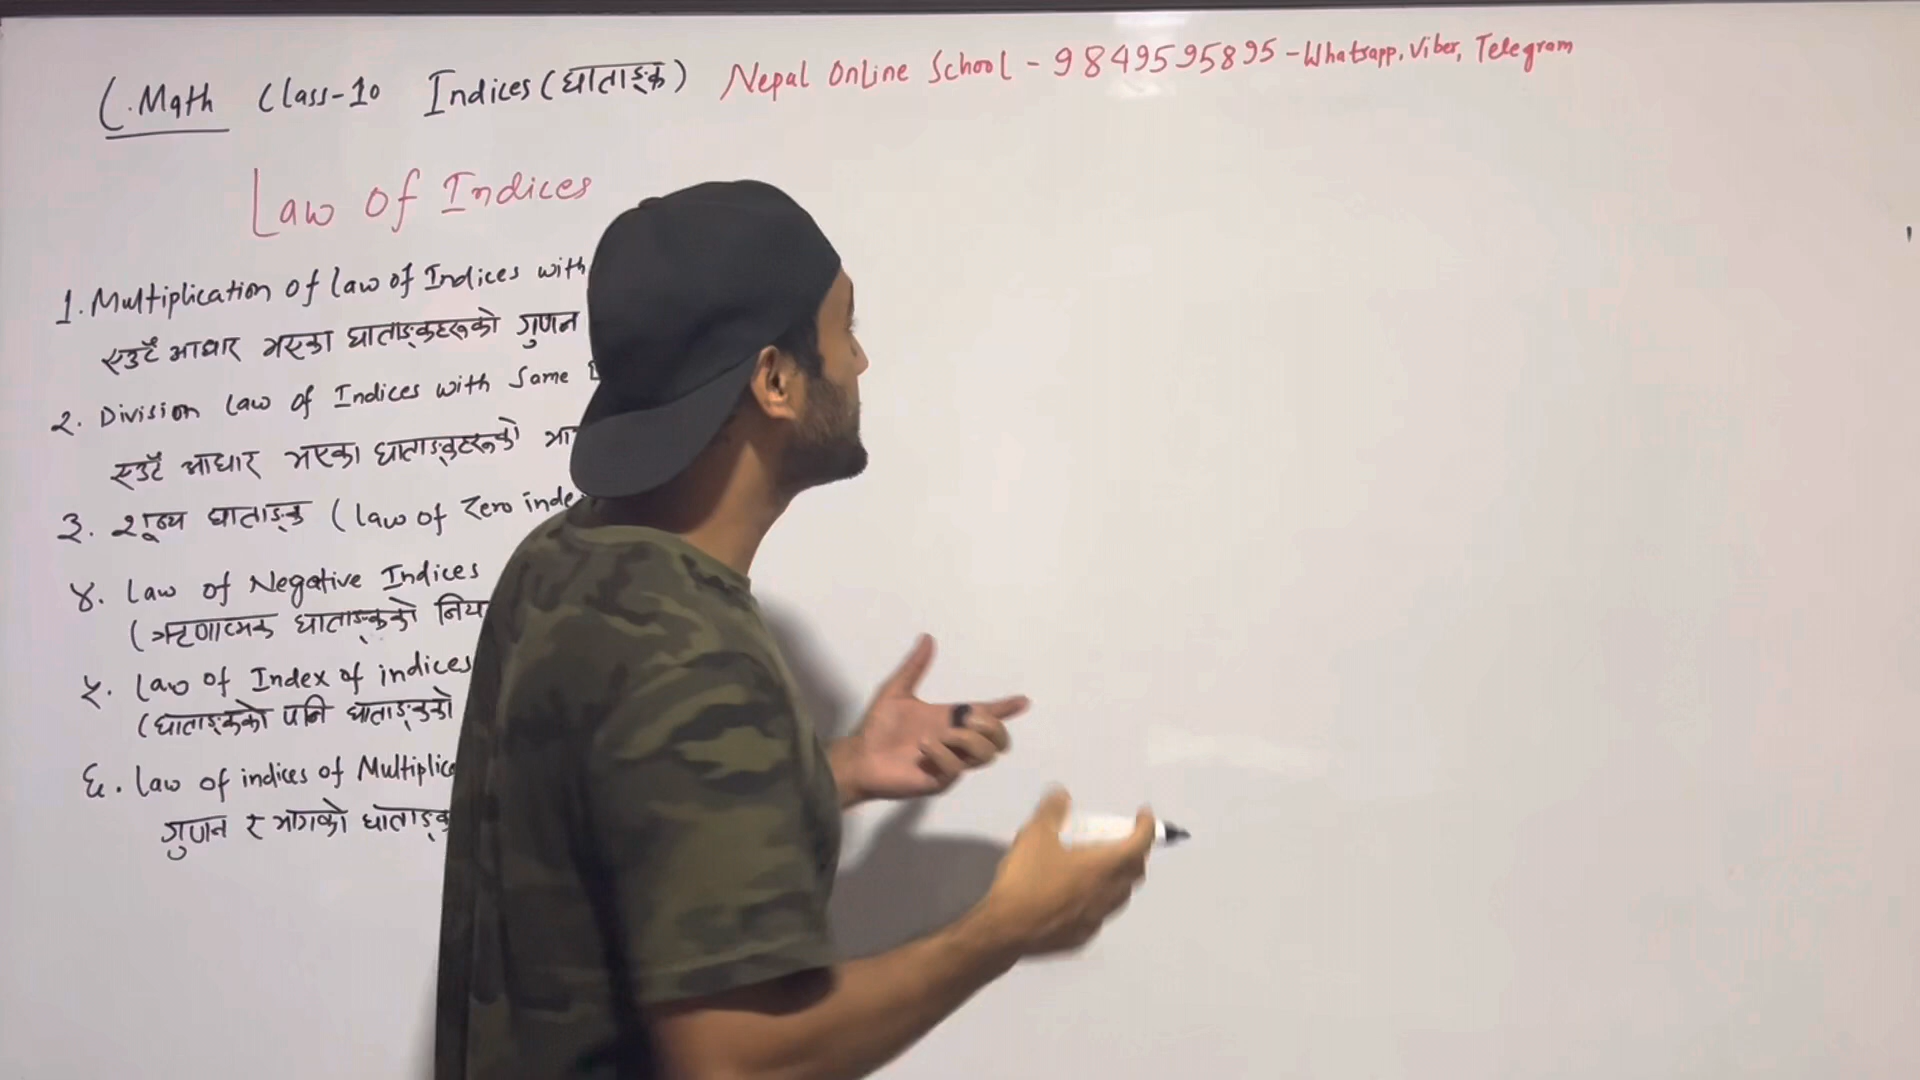 C.Math Class-10 Indices (घाताङ्क) Nepal Online School - 9849595895 - Whatsapp, Viber, Telegram
Law of Indices
1. Multiplication of law of Indices with
एउटै आधार भएका घाताङ्कहरूको गुणन
२. Division law of Indices with Same
एउटै आधार भएका घाताङ्कहरूको
३. शून्य घाताङ्क (law of Zero inde
४. Law of Negative Indices
(ऋणात्मक घाताङ्कको निय
५. Law of Index of indices
(घाताङ्कको पनि घाताङ्कको
६. Law of indices of Multiplic
गुणन र भागको घाताङ्क